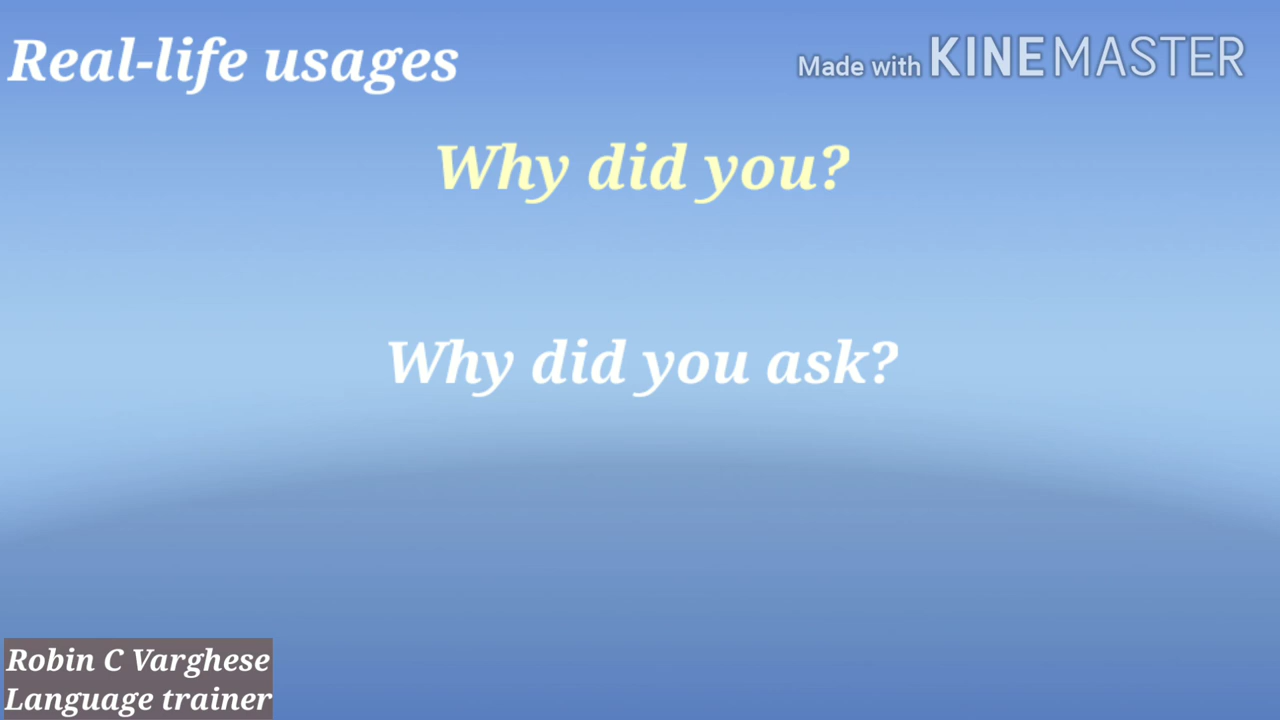 Real-life usages
Made with KINEMASTER
Why did you?
Why did you ask?
Robin C Varghese
Language trainer